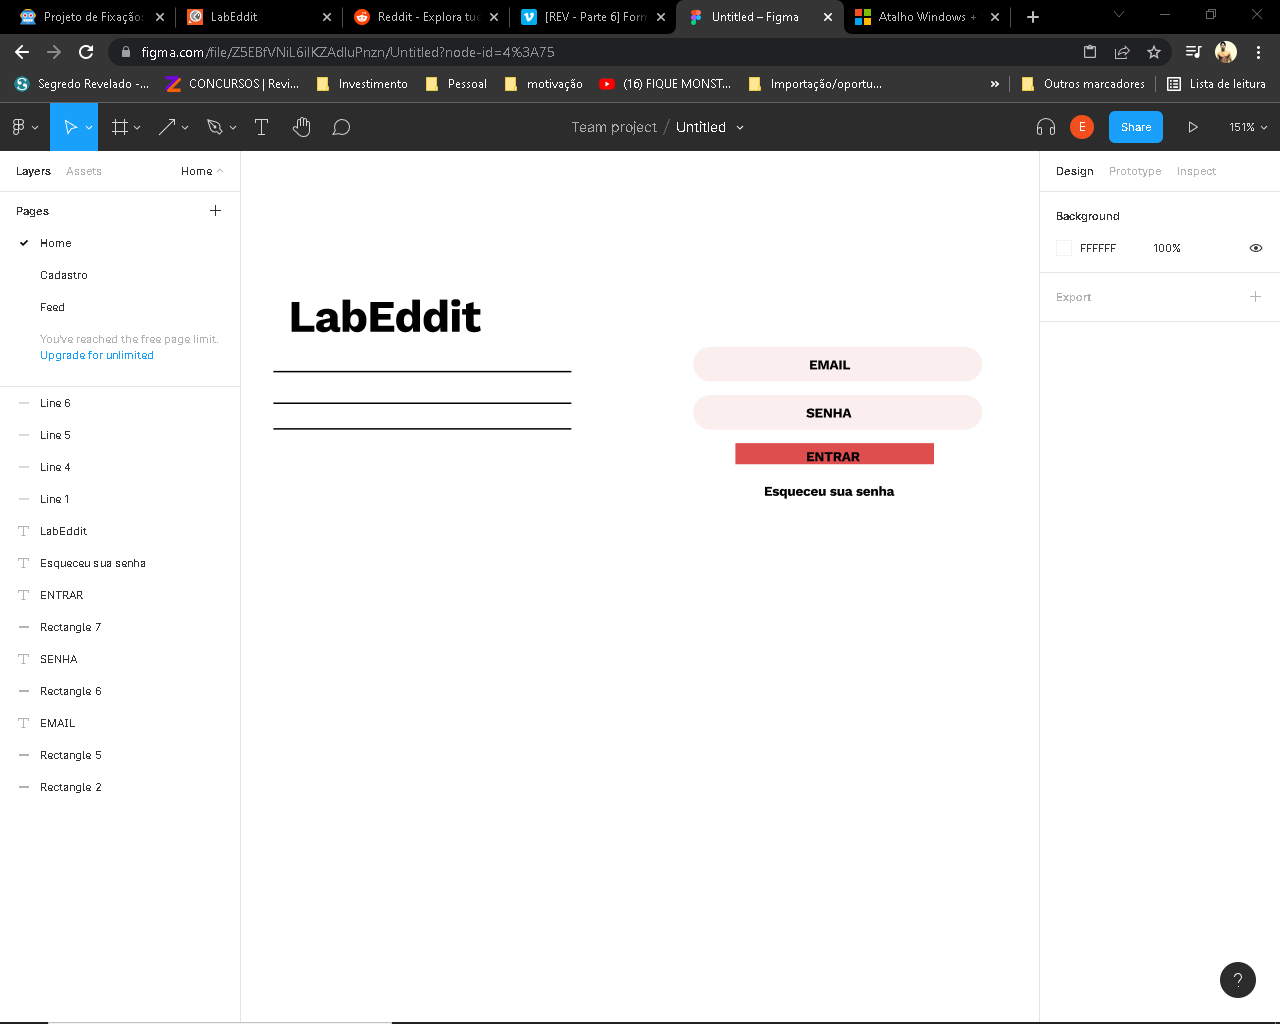 Projeto de Fixação:
LabEddit
Reddit - Explora tud
[REV - Parte 6] Form
Untitled – Figma
Atalho Windows +
figma.com/file/Z5EBfVNiL6iIKZAdluPnzn/Untitled?node-id=4%3A75
Segredo Revelado -...
CONCURSOS | Revi...
Investimento
Pessoal
motivação
(16) FIQUE MONST...
Importação/oportu...
»
Outros marcadores
Lista de leitura
Team project / Untitled
E
Share
151%
Layers
Assets
Home
Design
Prototype
Inspect
Pages
Home
Cadastro
Feed
You've reached the free page limit.
Upgrade for unlimited
Line 6
Line 5
Line 4
Line 1
LabEddit
Esqueceu sua senha
ENTRAR
Rectangle 7
SENHA
Rectangle 6
EMAIL
Rectangle 5
Rectangle 2
LabEddit
EMAIL
SENHA
ENTRAR
Esqueceu sua senha
Background
FFFFFF
100%
Export
?